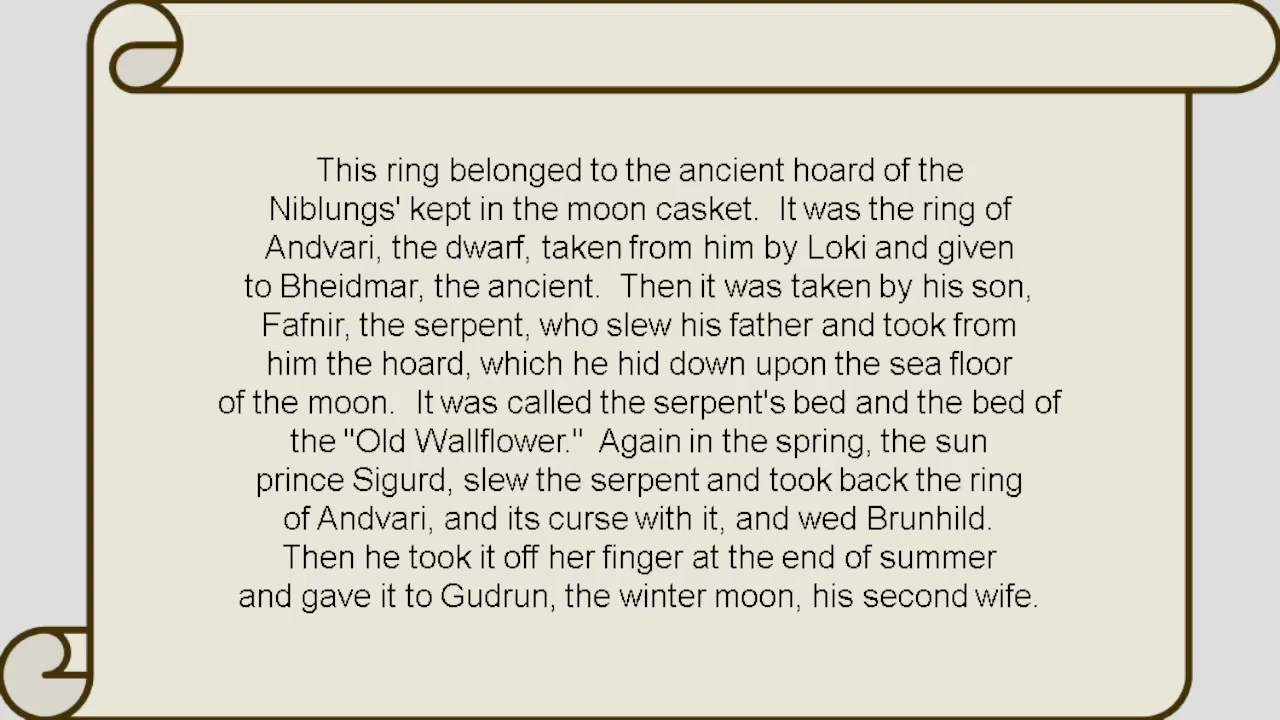 This ring belonged to the ancient hoard of the
Niblungs' kept in the moon casket.  It was the ring of
Andvari, the dwarf, taken from him by Loki and given
to Bheidmar, the ancient.  Then it was taken by his son,
Fafnir, the serpent, who slew his father and took from
him the hoard, which he hid down upon the sea floor
of the moon.  It was called the serpent's bed and the bed of
the "Old Wallflower."  Again in the spring, the sun
prince Sigurd, slew the serpent and took back the ring
of Andvari, and its curse with it, and wed Brunhild.
Then he took it off her finger at the end of summer
and gave it to Gudrun, the winter moon, his second wife.